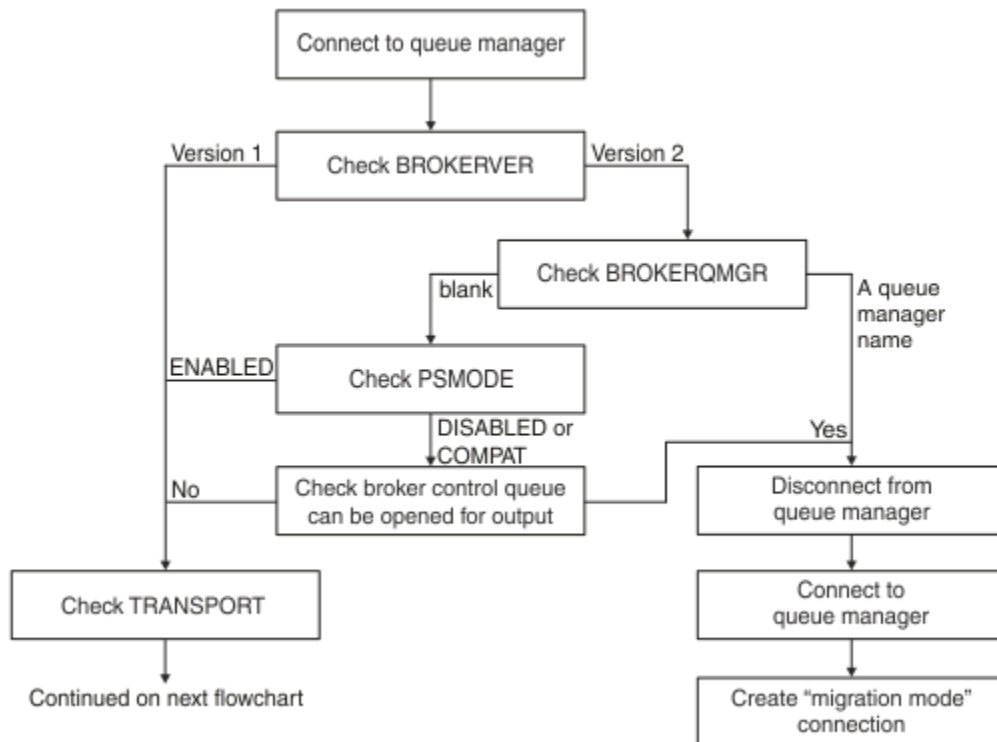 Connect to queue manager
Version 1
Check BROKERVER
Version 2
Check BROKERQMGR
blank
A queue
manager
name
ENABLED
Check PSMODE
DISABLED or
COMPAT
Yes
No
Check broker control queue
can be opened for output
Disconnect from
queue manager
Check TRANSPORT
Connect to
queue manager
Continued on next flowchart
Create “migration mode”
connection